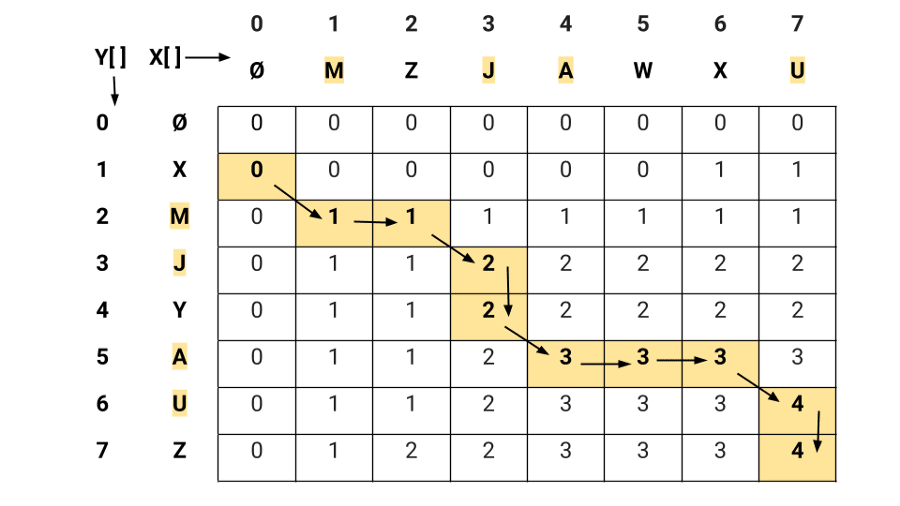 0 1 2 3 4 5 6 7
Y[] X[]
Ø M Z J A W X U
0 Ø 0 0 0 0 0 0 0 0
1 X 0 0 0 0 0 0 1 1
2 M 0 1 1 1 1 1 1 1
3 J 0 1 1 2 2 2 2 2
4 Y 0 1 1 2 2 2 2 2
5 A 0 1 1 2 3 3 3 3
6 U 0 1 1 2 3 3 3 4
7 Z 0 1 2 2 3 3 3 4